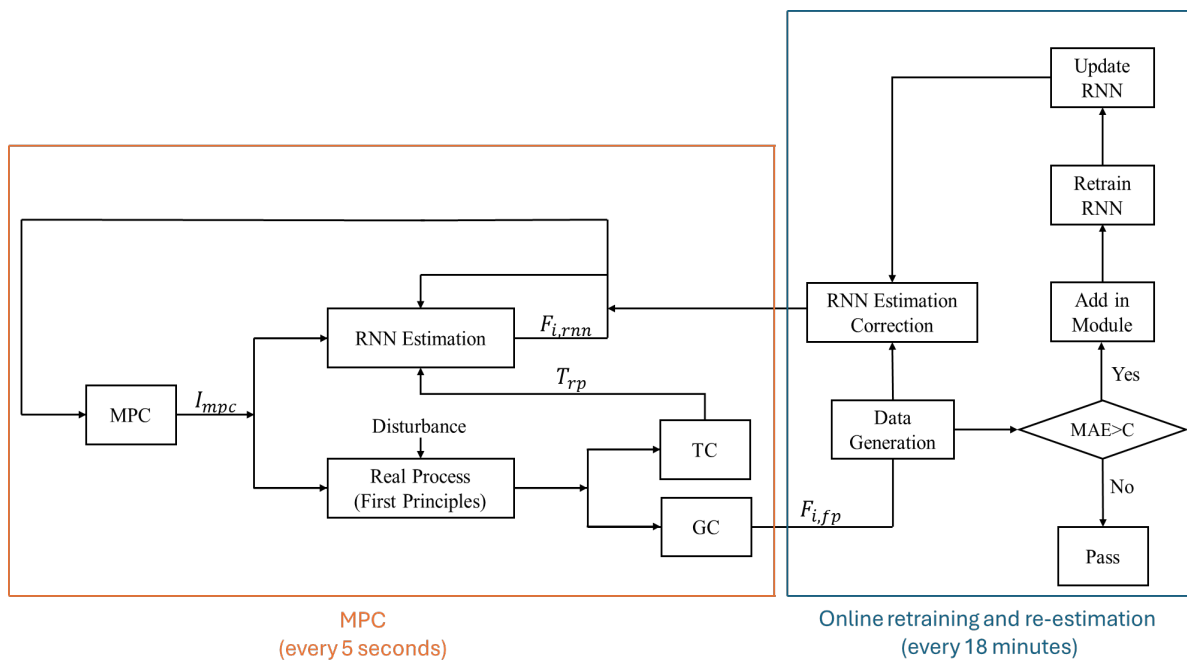 Update
RNN
Retrain
RNN
RNN Estimation
Correction
Add in
Module
RNN Estimation
F_{i,rnn}
T_{rp}
Yes
MPC
I_{mpc}
Disturbance
Data
Generation
MAE>C
TC
Real Process
(First Principles)
No
GC
F_{i,fp}
Pass
MPC
(every 5 seconds)
Online retraining and re-estimation
(every 18 minutes)